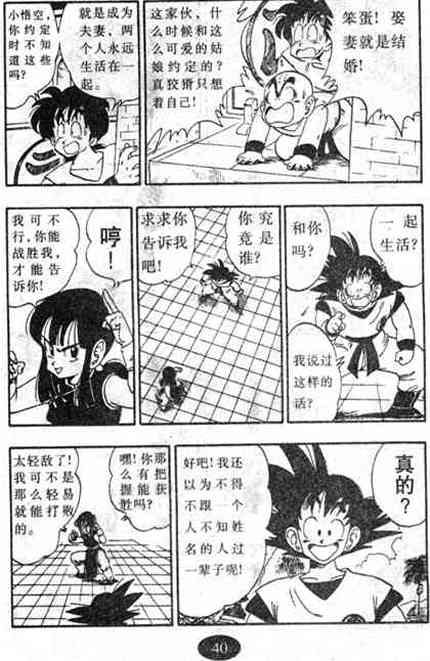 笨蛋! 娶
妻就是结
婚!
这家伙, 什
么时候和这
么可爱的姑
娘约定的?
真狡猾只想
着自己!
就是成为
夫妻, 两
个人永远
生活在一
起。
小悟空,
你约定
时不知
道这些
吗?
一起
生活?
和你
吗?
我说过
这样的
话?
你究
竟是
谁?
求求你
告诉我
吧!
哼!
我可不
行, 你能
战胜我,
才能告
诉你!
真的?
好吧! 我还
以为不得
不跟一个
人不知姓
名的人过
一辈子呢!
嘿! 你那
么有把
握能获
胜吗?
太轻敌了!
我可不是
那么轻易
就能打败
的。
40